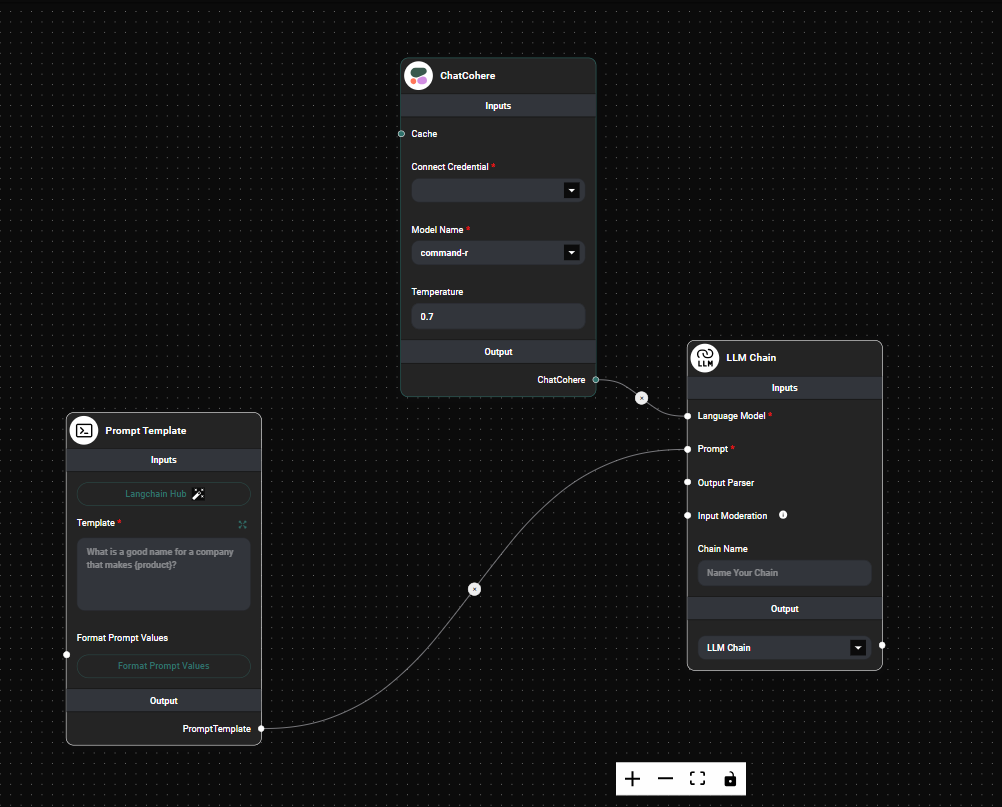 ChatCohere
Inputs
Cache
Connect Credential *
Model Name *
command-r
Temperature
0.7
Output
ChatCohere
LLM
LLM Chain
Inputs
Language Model *
Prompt *
Output Parser
Input Moderation
Chain Name
Name Your Chain
Output
LLM Chain
Prompt Template
Inputs
Langchain Hub
Template *
What is a good name for a company
that makes {product}?
Format Prompt Values
Format Prompt Values
Output
PromptTemplate